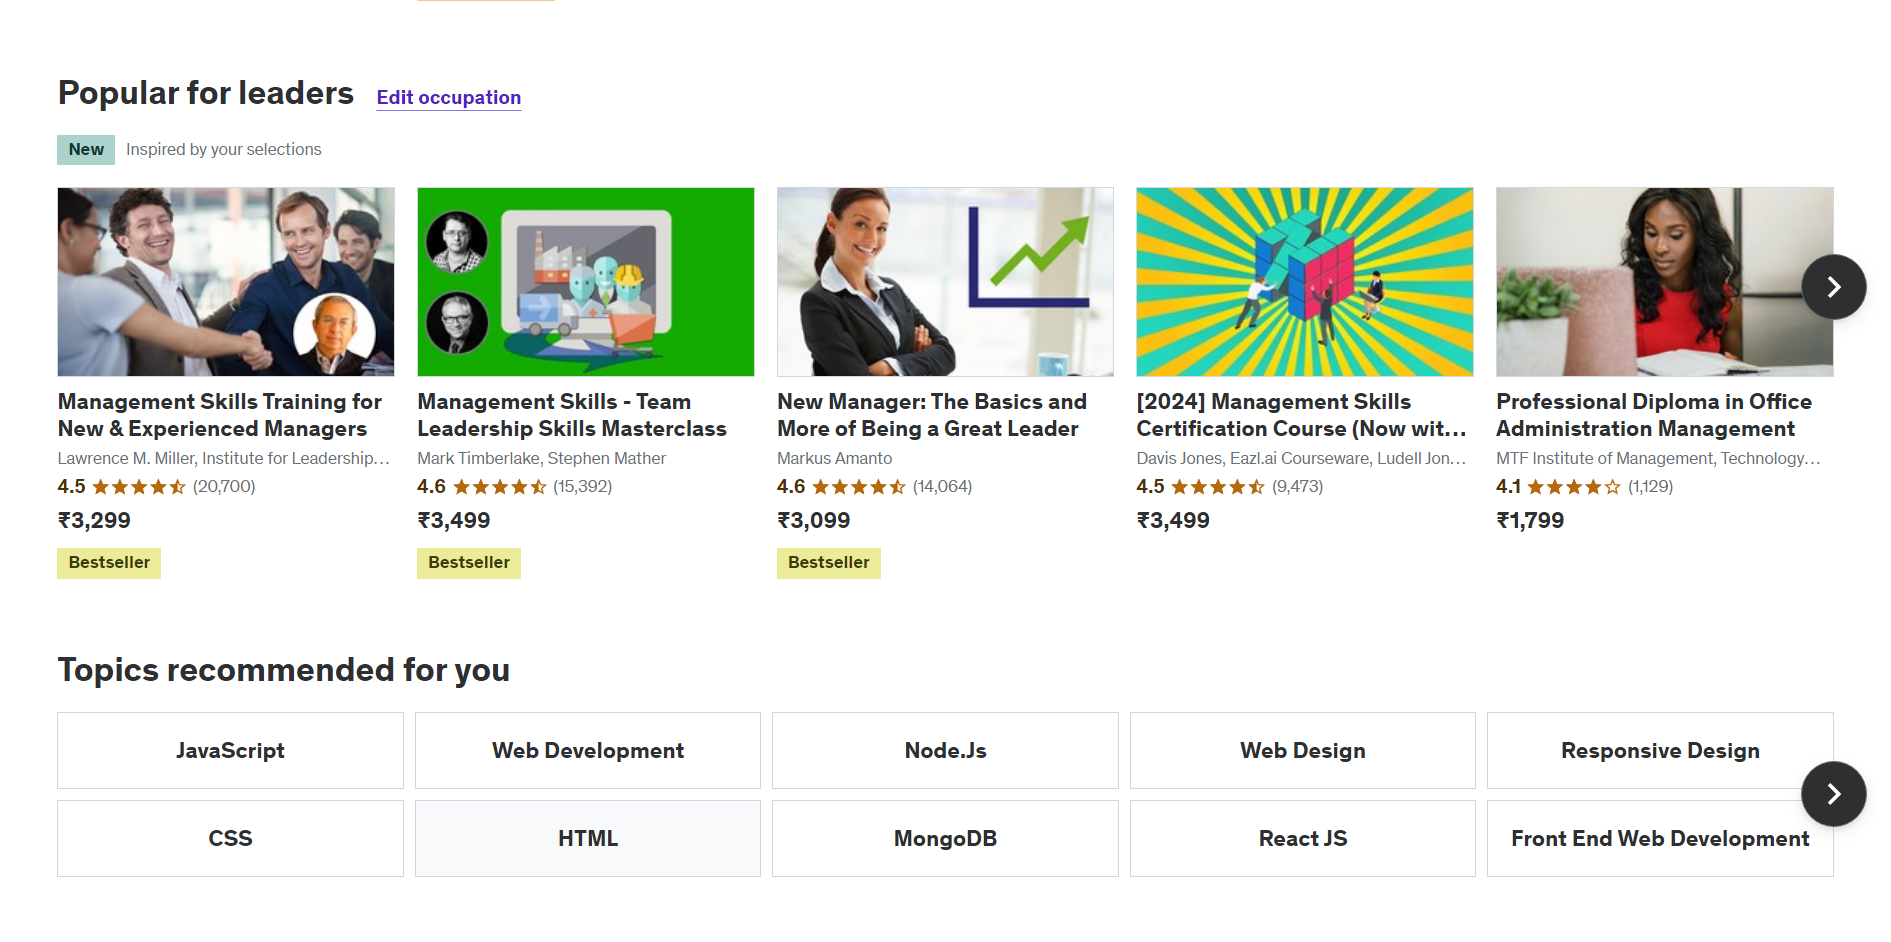 Popular for leaders Edit occupation
New Inspired by your selections
Management Skills Training for
New & Experienced Managers
Lawrence M. Miller, Institute for Leadership...
4.5 (20,700)
₹3,299
Bestseller
Management Skills - Team
Leadership Skills Masterclass
Mark Timberlake, Stephen Mather
4.6 (15,392)
₹3,499
Bestseller
New Manager: The Basics and
More of Being a Great Leader
Markus Amanto
4.6 (14,064)
₹3,099
Bestseller
[2024] Management Skills
Certification Course (Now wit...
Davis Jones, Eazl.ai Courseware, Ludell Jon...
4.5 (9,473)
₹3,499
Professional Diploma in Office
Administration Management
MTF Institute of Management, Technology...
4.1 (1,129)
₹1,799
Topics recommended for you
JavaScript
Web Development
Node.Js
Web Design
Responsive Design
CSS
HTML
MongoDB
React JS
Front End Web Development